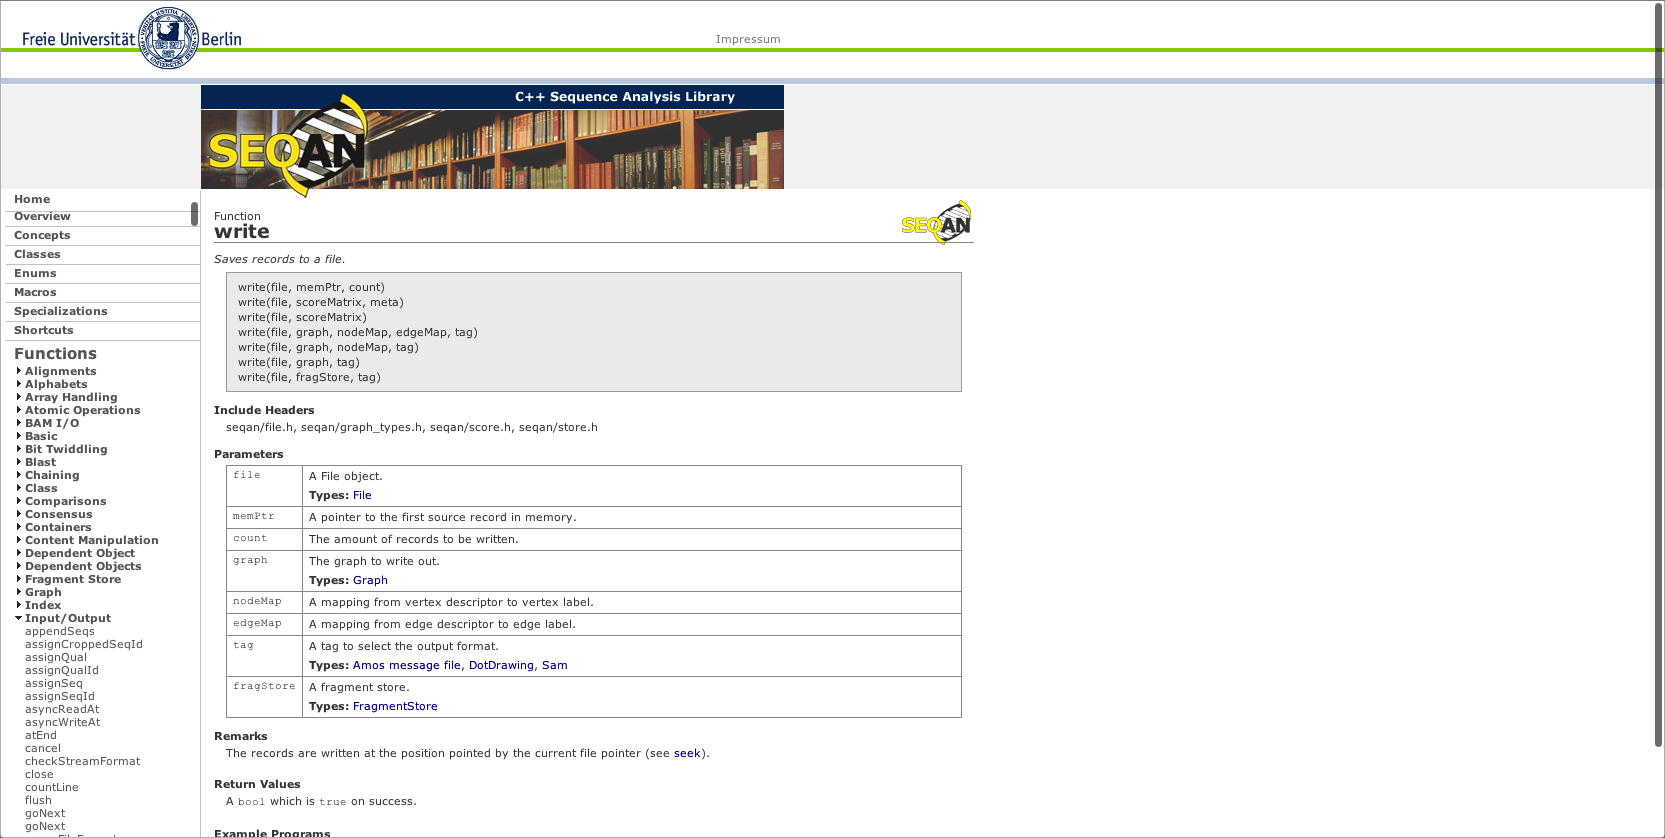 Freie Universität Berlin
Impressum
C++ Sequence Analysis Library
SEQAN
Home
Overview
Concepts
Classes
Enums
Macros
Specializations
Shortcuts
Functions
Alignments
Alphabets
Array Handling
Atomic Operations
BAM I/O
Basic
Bit Twiddling
Blast
Chaining
Class
Comparisons
Consensus
Containers
Content Manipulation
Dependent Object
Dependent Objects
Fragment Store
Graph
Index
Input/Output
appendSeqs
assignCroppedSeqId
assignQual
assignQualId
assignSeq
assignSeqId
asyncReadAt
asyncWriteAt
atEnd
cancel
checkStreamFormat
close
countLine
flush
goNext
goNext
Function
write
SEQAN
Saves records to a file.
write(file, memPtr, count)
write(file, scoreMatrix, meta)
write(file, scoreMatrix)
write(file, graph, nodeMap, edgeMap, tag)
write(file, graph, nodeMap, tag)
write(file, graph, tag)
write(file, fragStore, tag)
Include Headers
seqan/file.h, seqan/graph_types.h, seqan/score.h, seqan/store.h
Parameters
file A File object.
Types: File
memPtr A pointer to the first source record in memory.
count The amount of records to be written.
graph The graph to write out.
Types: Graph
nodeMap A mapping from vertex descriptor to vertex label.
edgeMap A mapping from edge descriptor to edge label.
tag A tag to select the output format.
Types: Amos message file, DotDrawing, Sam
fragStore A fragment store.
Types: FragmentStore
Remarks
The records are written at the position pointed by the current file pointer (see seek).
Return Values
A bool which is true on success.
Example Programs